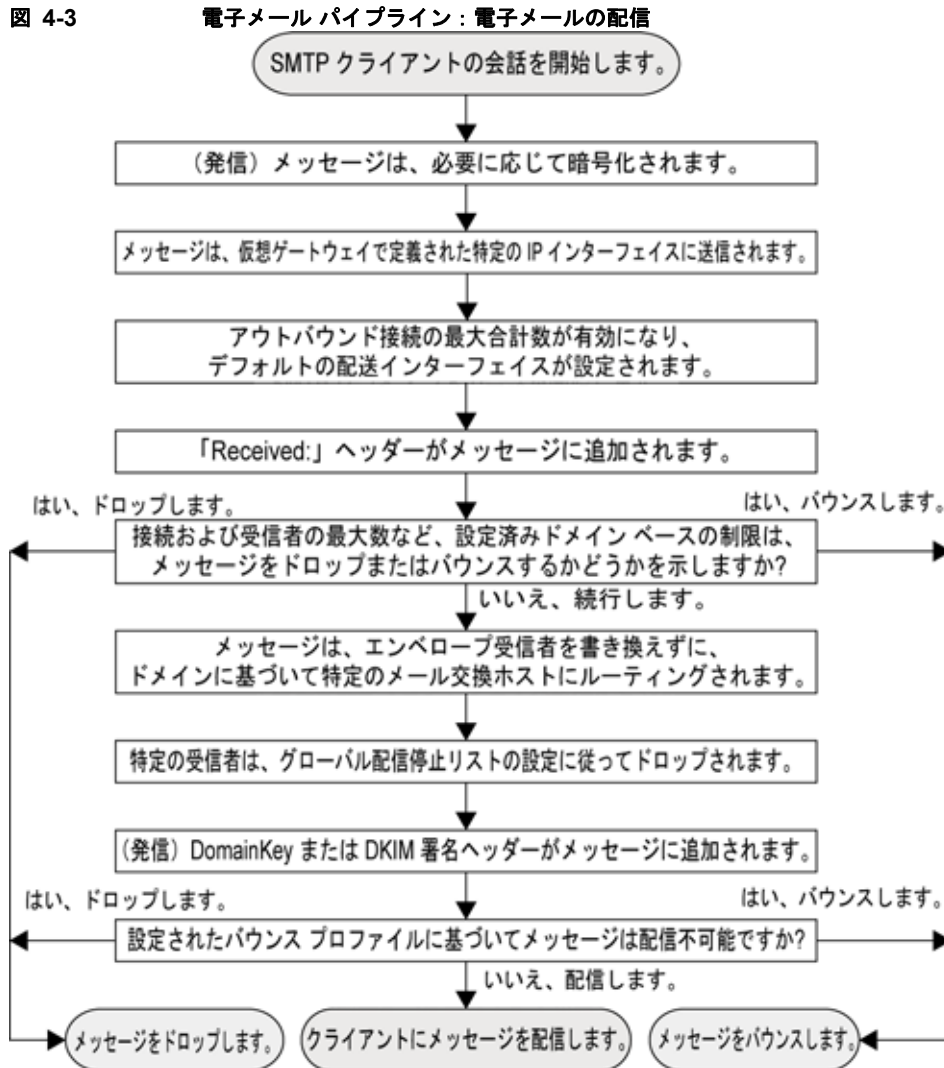 図 4-3 電子メール パイプライン：電子メールの配信
SMTP クライアントの会話を開始します。
（発信）メッセージは、必要に応じて暗号化されます。
メッセージは、仮想ゲートウェイで定義された特定の IP インターフェイスに送信されます。
アウトバウンド接続の最大合計数が有効になり、
デフォルトの配送インターフェイスが設定されます。
「Received:」ヘッダーがメッセージに追加されます。
はい、ドロップします。
はい、バウンスします。
接続および受信者の最大数など、設定済みドメイン ベースの制限は、
メッセージをドロップまたはバウンスするかどうかを示しますか?
いいえ、続行します。
メッセージは、エンベロープ受信者を書き換えずに、
ドメインに基づいて特定のメール交換ホストにルーティングされます。
特定の受信者は、グローバル配信停止リストの設定に従ってドロップされます。
（発信）DomainKey または DKIM 署名ヘッダーがメッセージに追加されます。
はい、ドロップします。
はい、バウンスします。
設定されたバウンス プロファイルに基づいてメッセージは配信不可能ですか?
いいえ、配信します。
メッセージをドロップします。
クライアントにメッセージを配信します。
メッセージをバウンスします。